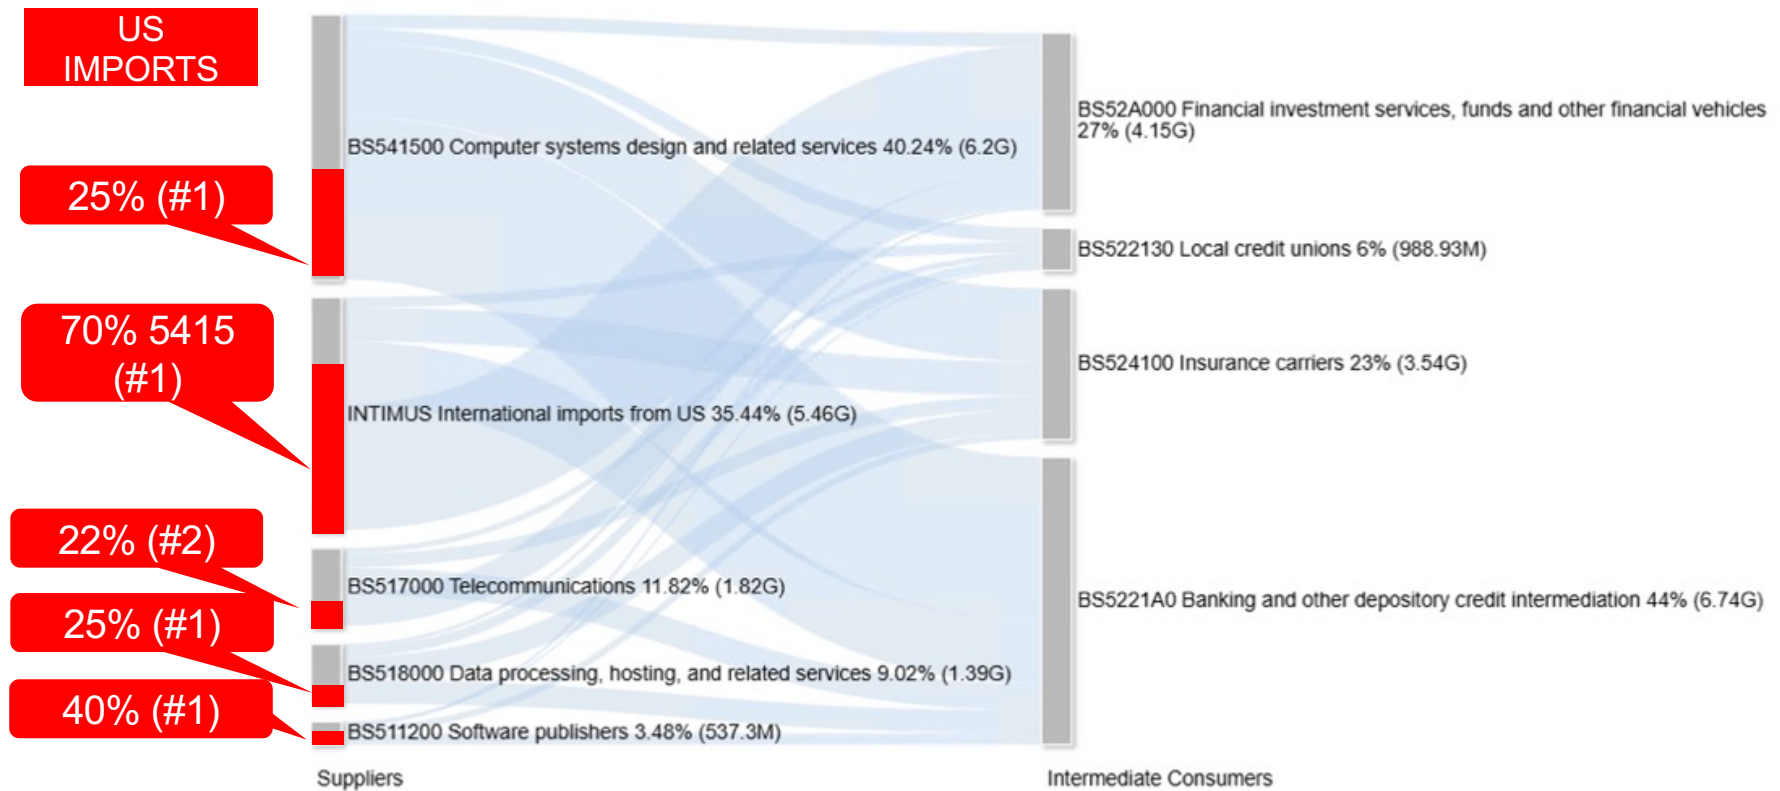 US
IMPORTS
BS541500 Computer systems design and related services 40.24% (6.2G)
25% (#1)
70% 5415
(#1)
INTIMUS International imports from US 35.44% (5.46G)
22% (#2)
BS517000 Telecommunications 11.82% (1.82G)
25% (#1)
BS518000 Data processing, hosting, and related services 9.02% (1.39G)
40% (#1)
BS511200 Software publishers 3.48% (537.3M)
Suppliers
BS52A000 Financial investment services, funds and other financial vehicles
27% (4.15G)
BS522130 Local credit unions 6% (988.93M)
BS524100 Insurance carriers 23% (3.54G)
BS5221A0 Banking and other depository credit intermediation 44% (6.74G)
Intermediate Consumers